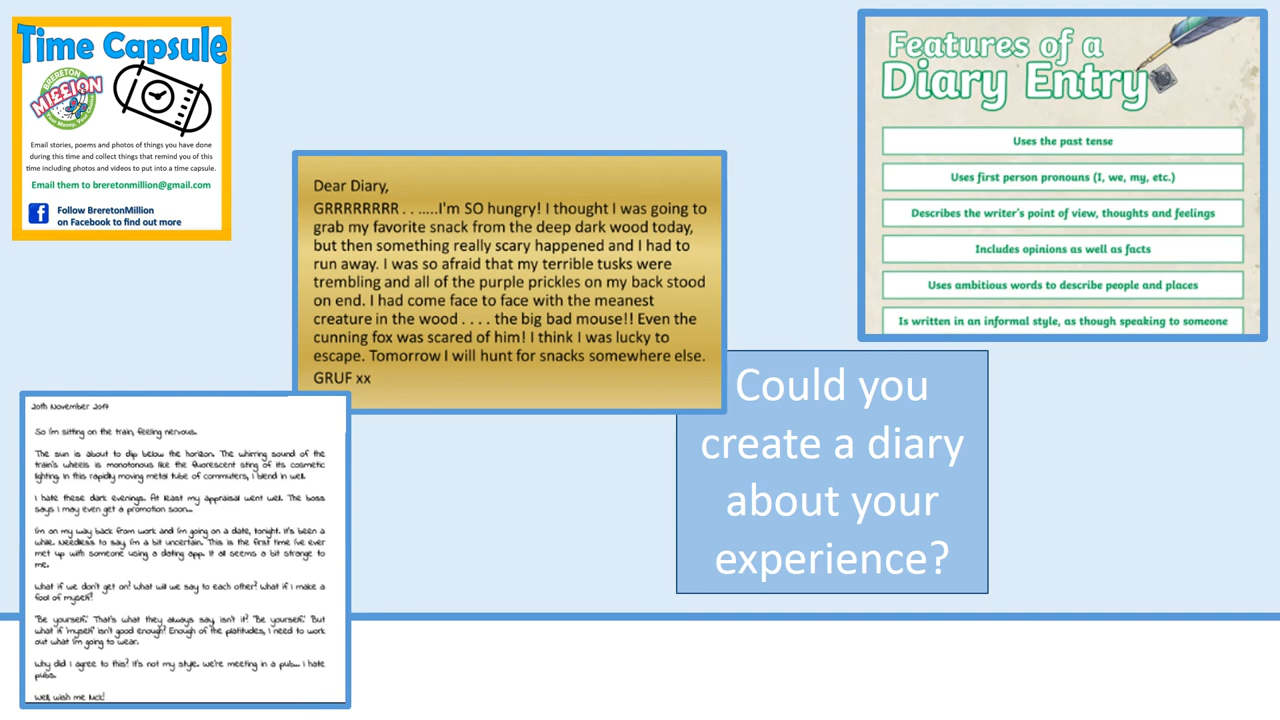 Time Capsule
BRERETON
MILLION
Your Money, Your Choice
Email stories, poems and photos of things you have done
during this time and collect things that remind you of this
time including photos and videos to put into a time capsule.
Email them to breretonmillion@gmail.com
Follow BreretonMillion
on Facebook to find out more
Dear Diary,
GRRRRRRRR . . .....I'm SO hungry! I thought I was going to
grab my favorite snack from the deep dark wood today,
but then something really scary happened and I had to
run away. I was so afraid that my terrible tusks were
trembling and all of the purple prickles on my back stood
on end. I had come face to face with the meanest
creature in the wood . . . . the big bad mouse!! Even the
cunning fox was scared of him! I think I was lucky to
escape. Tomorrow I will hunt for snacks somewhere else.
GRUF xx
Features of a
Diary Entry
Uses the past tense
Uses first person pronouns (I, we, my, etc.)
Describes the writer's point of view, thoughts and feelings
Includes opinions as well as facts
Uses ambitious words to describe people and places
Is written in an informal style, as though speaking to someone
Could you
create a diary
about your
experience?
20th November 2017
So I'm sitting on the train, feeling nervous.
The sun is about to dip below the horizon. The whirring sound of the
train's wheels is monotonous like the fluorescent sting of its cosmetic
lighting. In this rapidly moving metal tube of commuters, I blend in well.
I hate these dark evenings. At least my appraisal went well. The boss
says I may even get a promotion soon...
I'm on my way back from work and I'm going on a date, tonight. It's been a
while. Needless to say, I'm a bit uncertain. This is the first time I've ever
met up with someone using a dating app. It all seems a bit strange to
me.
What if we don't get on? What will we say to each other? What if I make a
fool of myself?
'Be yourself.' That's what they always say, isn't it? 'Be yourself.' But
what if 'myself' isn't good enough? Enough of the platitudes, I need to work
out what I'm going to wear.
Why did I agree to this? It's not my style. We're meeting in a pub... I hate
pubs.
Well, wish me luck!